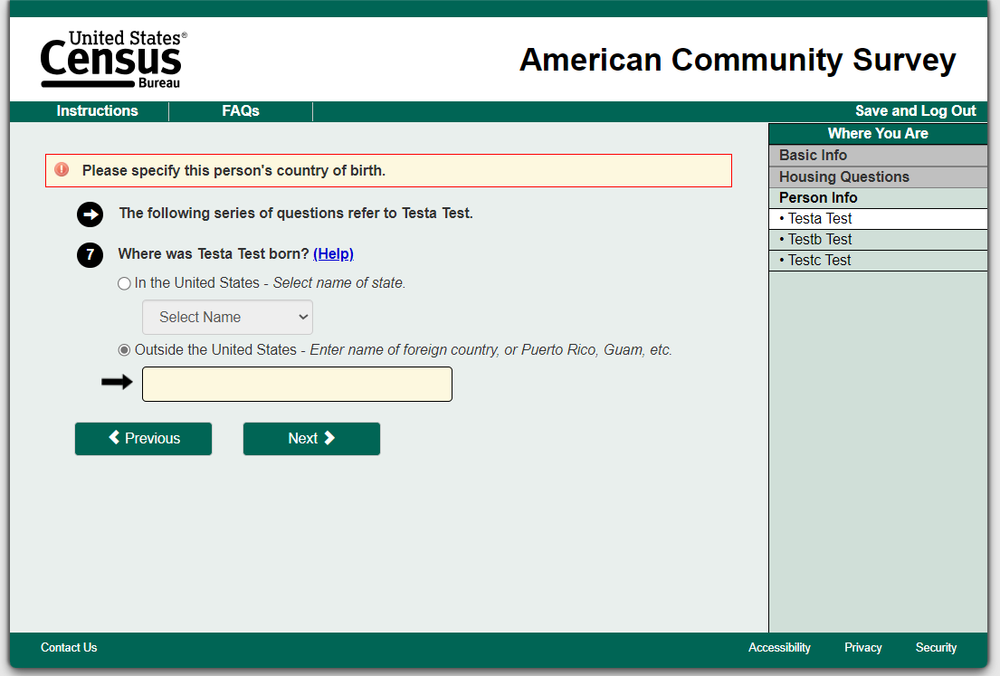 United States®
Census
Bureau
American Community Survey
Instructions
FAQs
Save and Log Out
Where You Are
Basic Info
Housing Questions
Person Info
• Testa Test
• Testb Test
• Testc Test
Please specify this person's country of birth.
The following series of questions refer to Testa Test.
7 Where was Testa Test born? (Help)
In the United States - Select name of state.
Select Name
Outside the United States - Enter name of foreign country, or Puerto Rico, Guam, etc.
Previous
Next
Contact Us
Accessibility
Privacy
Security